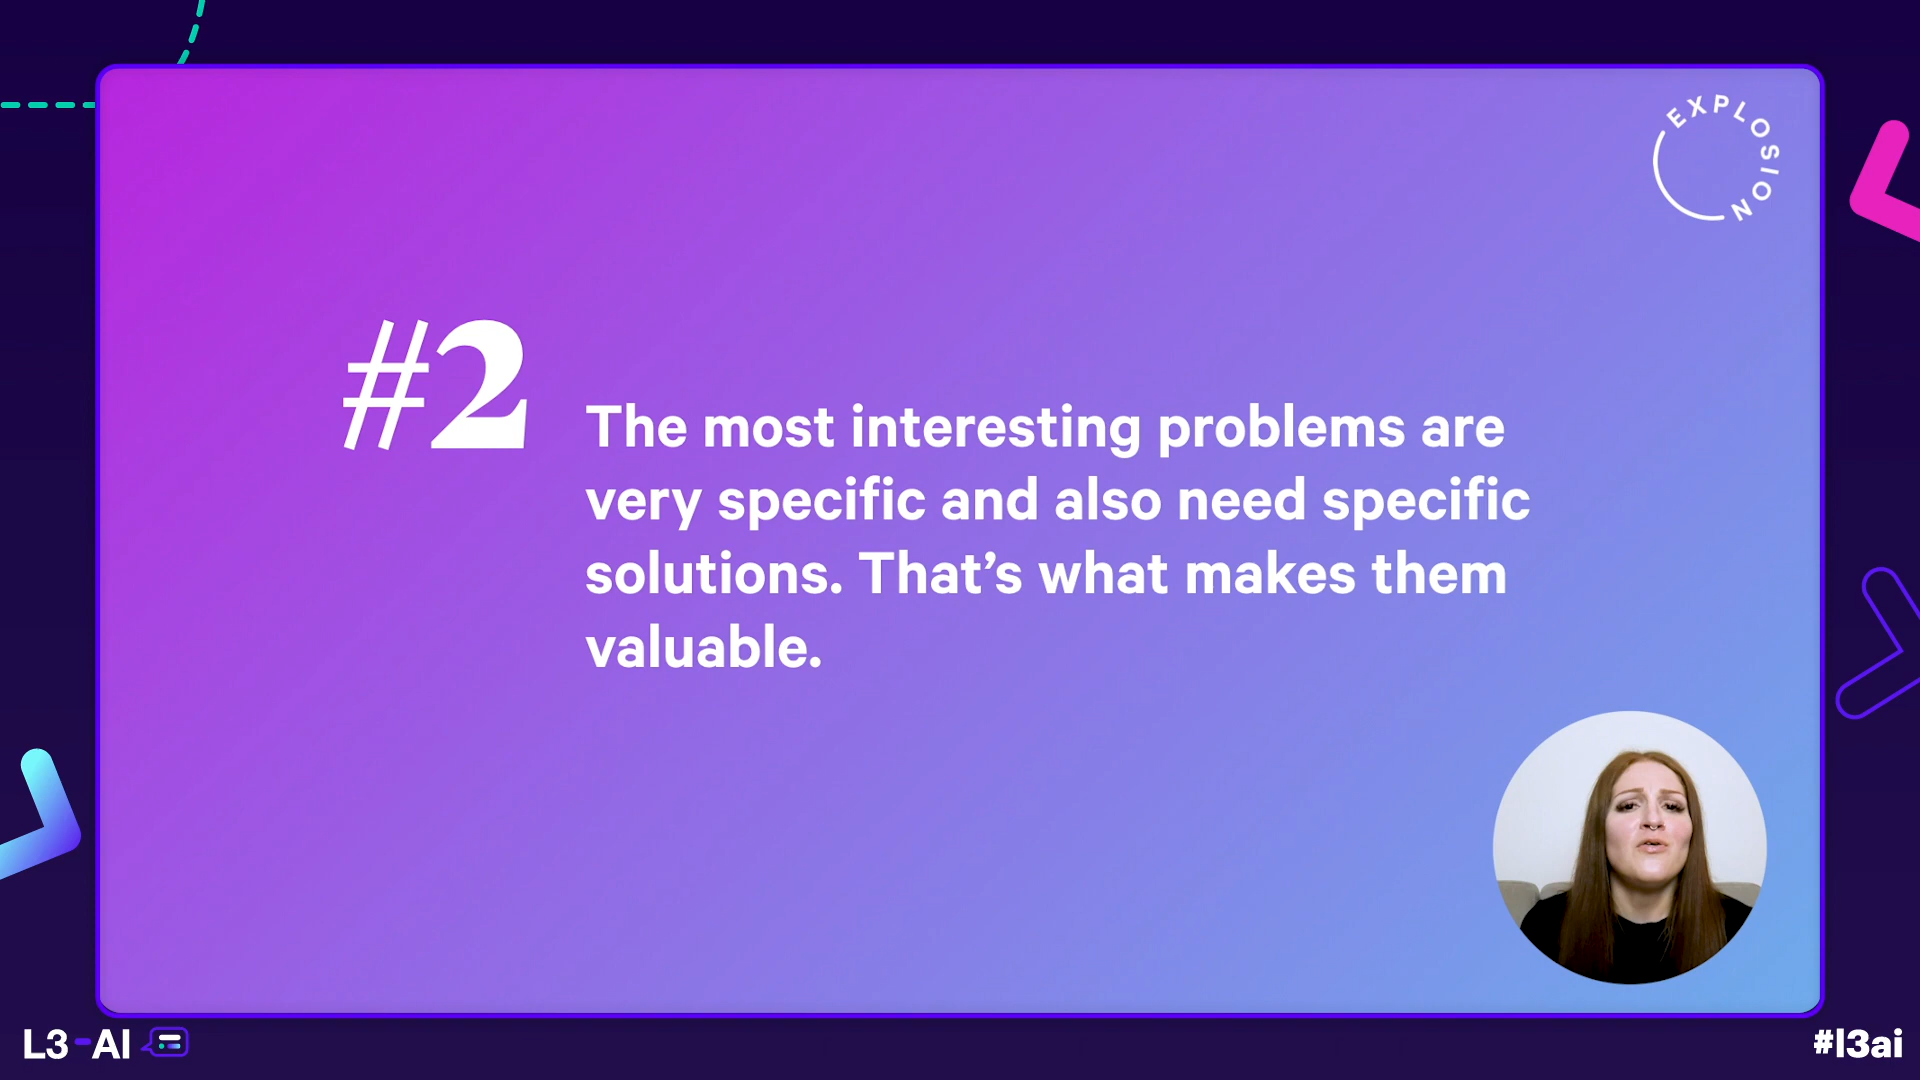 EXPLOSION
#2
The most interesting problems are
very specific and also need specific
solutions. That’s what makes them
valuable.
L3-AI
#l3ai